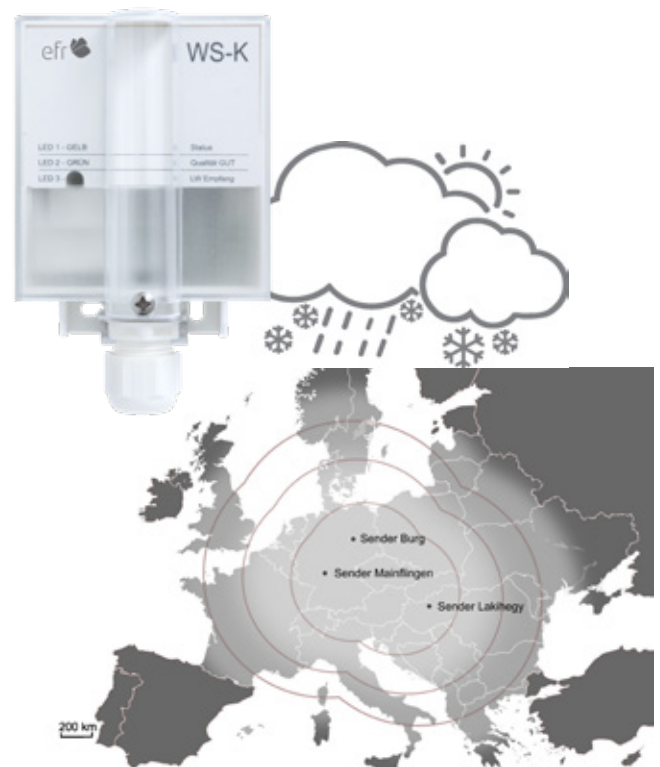 efr
WS-K
LED 1 - GELB Status
LED 2 - GRÜN Qualität GUT
LED 3 - Uit Empfang
Sender Burg
Sender Mainflingen
Sender Lakihegy
200 km